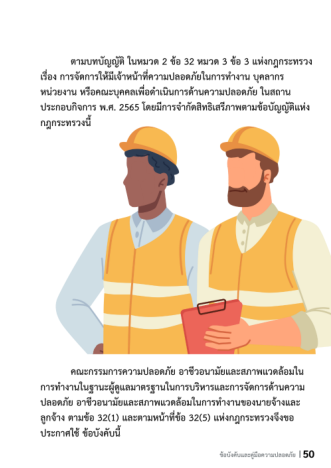 ตามบทบัญญัติ ในหมวด 2 ข้อ 32 หมวด 3 ข้อ 3 แห่งกฎกระทรวง
เรื่อง การจัดการให้มีเจ้าหน้าที่ความปลอดภัยในการทำงาน บุคลากร
หน่วยงาน หรือคณะบุคคลเพื่อดำเนินการด้านความปลอดภัย ในสถาน
ประกอบกิจการ พ.ศ. 2565 โดยมีการจำกัดสิทธิเสรีภาพตามข้อบัญญัติแห่ง
กฎกระทรวงนี้
คณะกรรมการความปลอดภัย อาชีวอนามัยและสภาพแวดล้อมใน
การทำงานในฐานะผู้ดูแลมาตรฐานในการบริหารและการจัดการด้านความ
ปลอดภัย อาชีวอนามัยและสภาพแวดล้อมในการทำงานของนายจ้างและ
ลูกจ้าง ตามข้อ 32(1) และตามหน้าที่ข้อ 32(5) แห่งกฎกระทรวงจึงขอ
ประกาศใช้ ข้อบังคับนี้
ข้อบังคับและคู่มือความปลอดภัย | 50